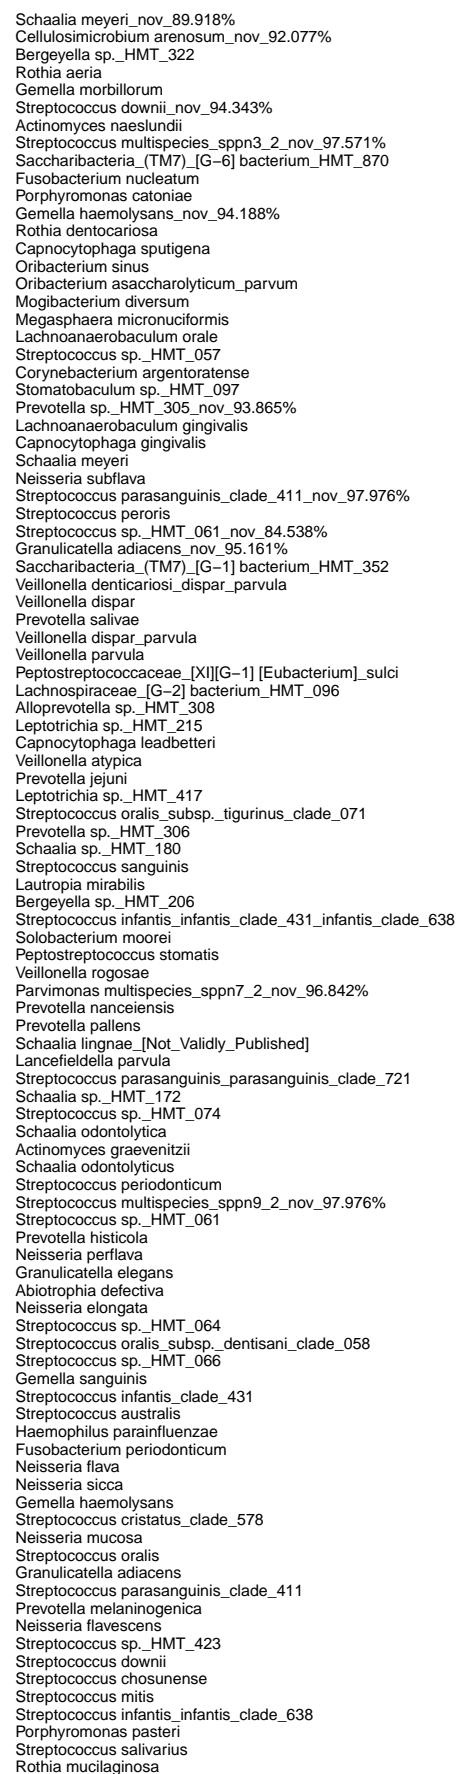 Schaalia meyeri_nov_89.918%
Cellulosimicrobium arenosum_nov_92.077%
Bergeyella sp._HMT_322
Rothia aeria
Gemella morbillorum
Streptococcus downii_nov_94.343%
Actinomyces naeslundii
Streptococcus multispecies_sppn3_2_nov_97.571%
Saccharibacteria_(TM7)_[G−6] bacterium_HMT_870
Fusobacterium nucleatum
Porphyromonas catoniae
Gemella haemolysans_nov_94.188%
Rothia dentocariosa
Capnocytophaga sputigena
Oribacterium sinus
Oribacterium asaccharolyticum_parvum
Mogibacterium diversum
Megasphaera micronuciformis
Lachnoanaerobaculum orale
Streptococcus sp._HMT_057
Corynebacterium argentoratense
Stomatobaculum sp._HMT_097
Prevotella sp._HMT_305_nov_93.865%
Lachnoanaerobaculum gingivalis
Capnocytophaga gingivalis
Schaalia meyeri
Neisseria subflava
Streptococcus parasanguinis_clade_411_nov_97.976%
Streptococcus peroris
Streptococcus sp._HMT_061_nov_84.538%
Granulicatella adiacens_nov_95.161%
Saccharibacteria_(TM7)_[G−1] bacterium_HMT_352
Veillonella denticariosi_dispar_parvula
Veillonella dispar
Prevotella salivae
Veillonella dispar_parvula
Veillonella parvula
Peptostreptococcaceae_[XI][G−1] [Eubacterium]_sulci
Lachnospiraceae_[G−2] bacterium_HMT_096
Alloprevotella sp._HMT_308
Leptotrichia sp._HMT_215
Capnocytophaga leadbetteri
Veillonella atypica
Prevotella jejuni
Leptotrichia sp._HMT_417
Streptococcus oralis_subsp._tigurinus_clade_071
Prevotella sp._HMT_306
Schaalia sp._HMT_180
Streptococcus sanguinis
Lautropia mirabilis
Bergeyella sp._HMT_206
Streptococcus infantis_infantis_clade_431_infantis_clade_638
Solobacterium moorei
Peptostreptococcus stomatis
Veillonella rogosae
Parvimonas multispecies_sppn7_2_nov_96.842%
Prevotella nanceiensis
Prevotella pallens
Schaalia lingnae_[Not_Validly_Published]
Lancefieldella parvula
Streptococcus parasanguinis_parasanguinis_clade_721
Schaalia sp._HMT_172
Streptococcus sp._HMT_074
Schaalia odontolytica
Actinomyces graevenitzii
Schaalia odontolyticus
Streptococcus periodonticum
Streptococcus multispecies_sppn9_2_nov_97.976%
Streptococcus sp._HMT_061
Prevotella histicola
Neisseria perflava
Granulicatella elegans
Abiotrophia defectiva
Neisseria elongata
Streptococcus sp._HMT_064
Streptococcus oralis_subsp._dentisani_clade_058
Streptococcus sp._HMT_066
Gemella sanguinis
Streptococcus infantis_clade_431
Streptococcus australis
Haemophilus parainfluenzae
Fusobacterium periodonticum
Neisseria flava
Neisseria sicca
Gemella haemolysans
Streptococcus cristatus_clade_578
Neisseria mucosa
Streptococcus oralis
Granulicatella adiacens
Streptococcus parasanguinis_clade_411
Prevotella melaninogenica
Neisseria flavescens
Streptococcus sp._HMT_423
Streptococcus downii
Streptococcus chosunense
Streptococcus mitis
Streptococcus infantis_infantis_clade_638
Porphyromonas pasteri
Streptococcus salivarius
Rothia mucilaginosa